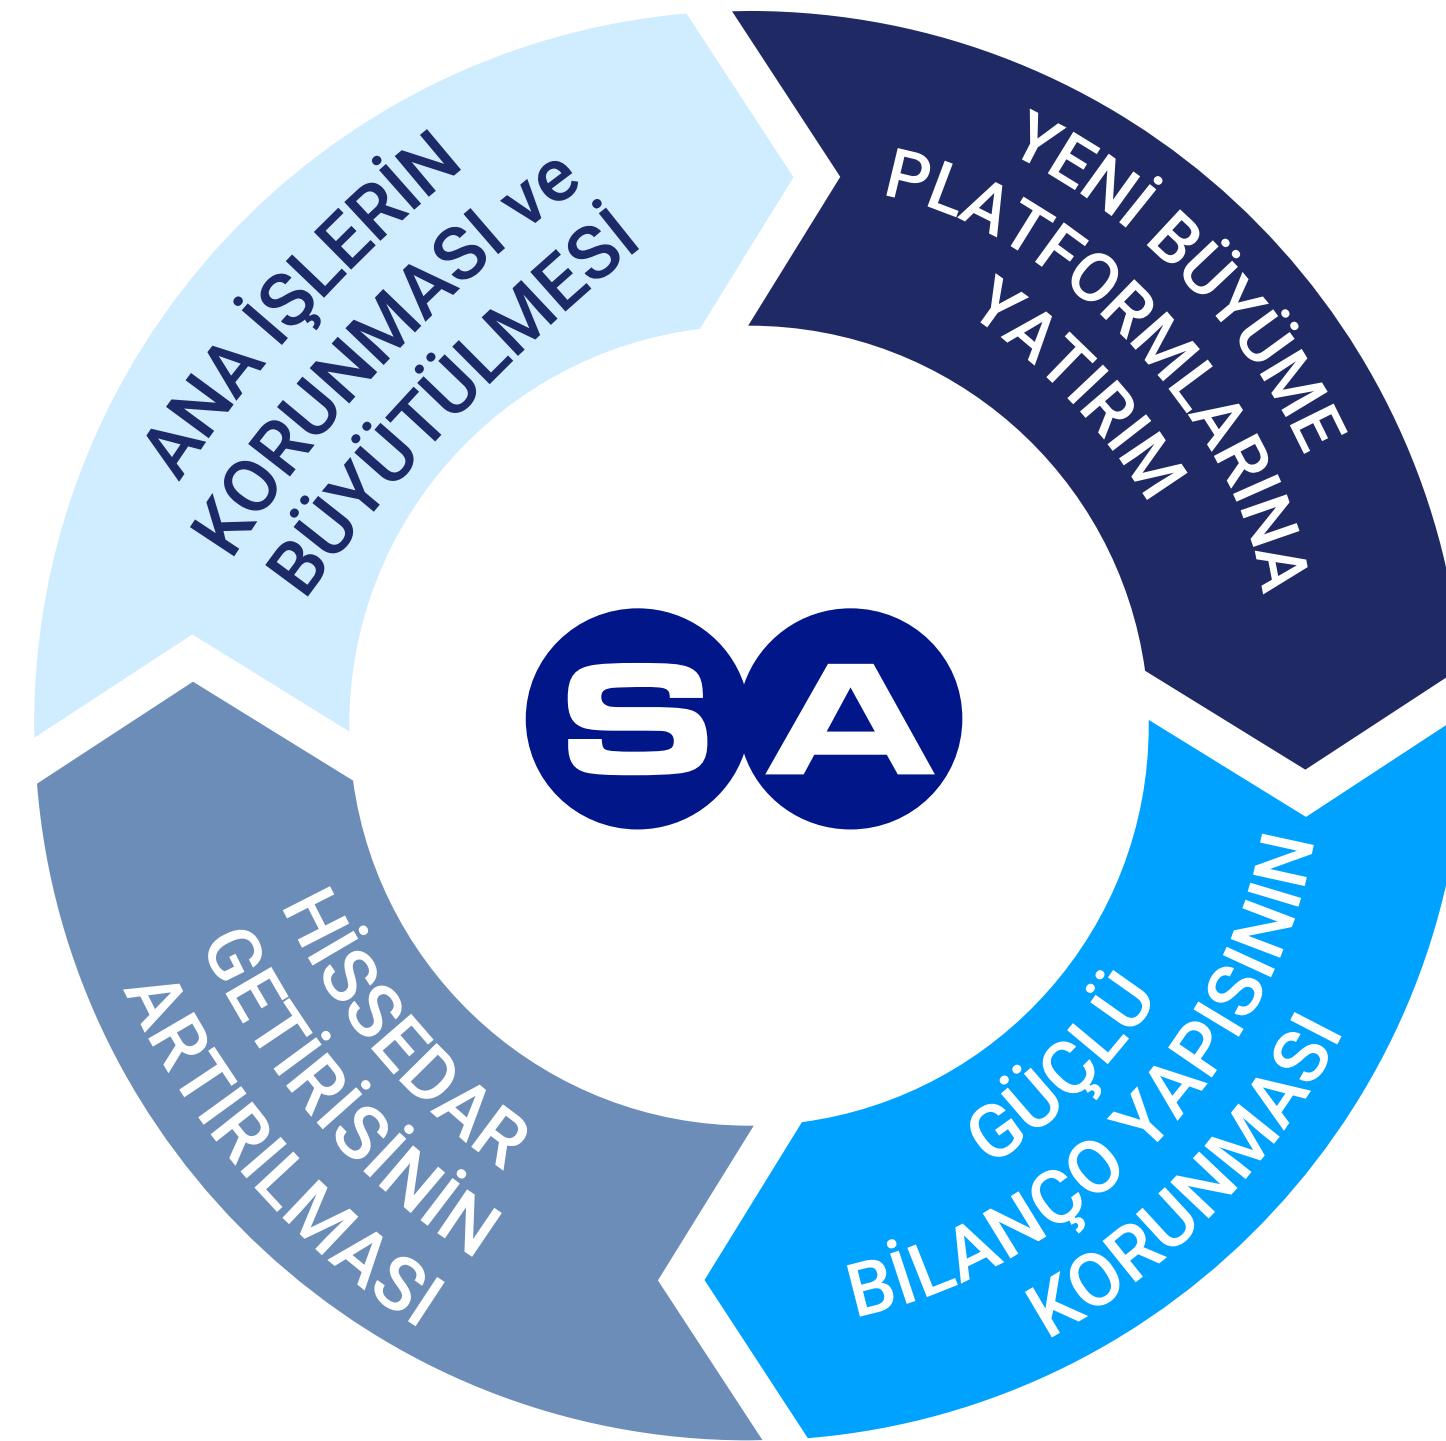 ANA İŞLERİN
KORUNMASI ve
BÜYÜTÜLMESİ
YENİ BÜYÜME
PLATFORMLARINA
YATIRIM
GÜÇLÜ
BİLANÇO YAPISININ
KORUNMASI
HİSSEDAR
GETİRİSİNİN
ARTIRILMASI
SA